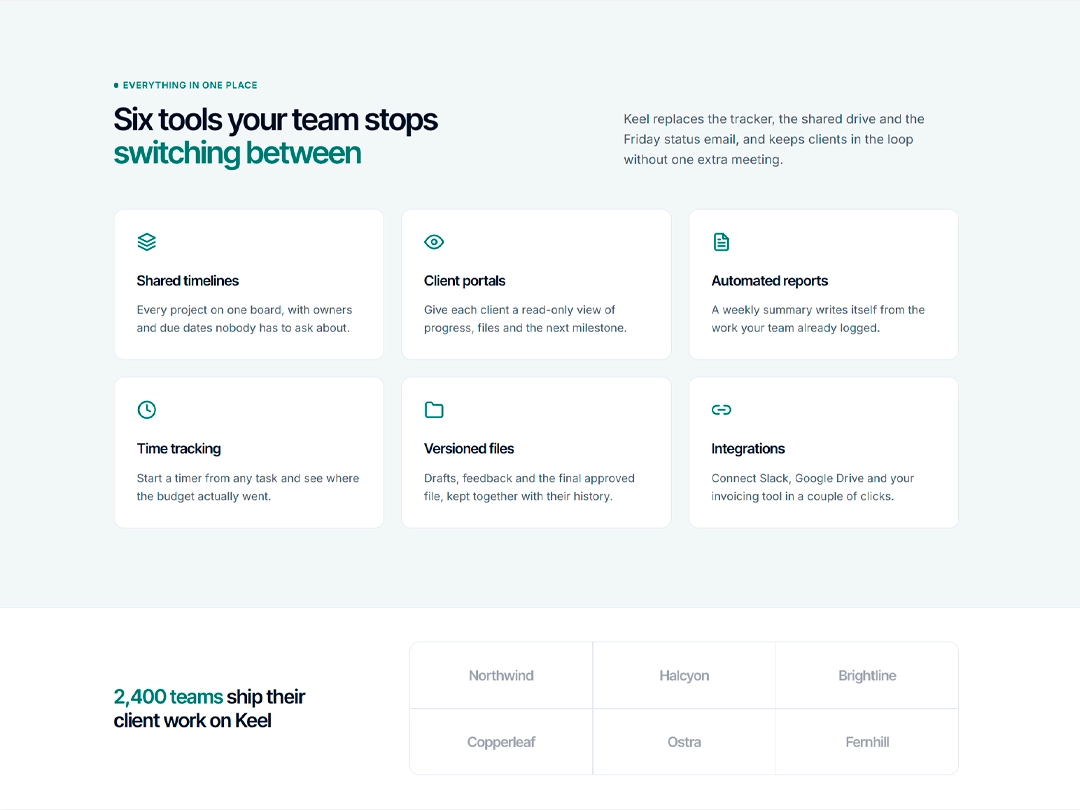 EVERYTHING IN ONE PLACE
Six tools your team stops
switching between
Keel replaces the tracker, the shared drive and the
Friday status email, and keeps clients in the loop
without one extra meeting.
Shared timelines
Every project on one board, with owners
and due dates nobody has to ask about.
Client portals
Give each client a read-only view of
progress, files and the next milestone.
Automated reports
A weekly summary writes itself from the
work your team already logged.
Time tracking
Start a timer from any task and see where
the budget actually went.
Versioned files
Drafts, feedback and the final approved
file, kept together with their history.
Integrations
Connect Slack, Google Drive and your
invoicing tool in a couple of clicks.
2,400 teams ship their
client work on Keel
Northwind
Halcyon
Brightline
Copperleaf
Ostra
Fernhill